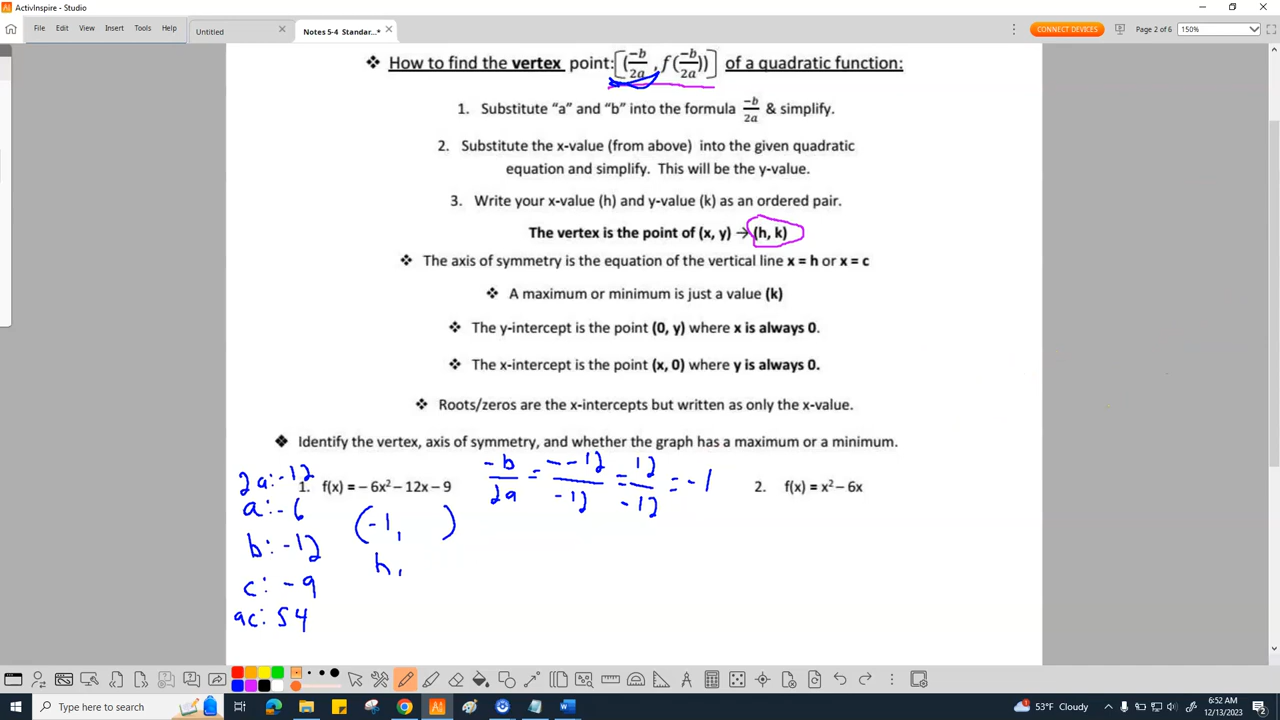 ActivInspire - Studio
File Edit View Insert Tools Help
Untitled
Notes 5-4 Standar...*
CONNECT DEVICES
Page 2 of 6
150%
❖ How to find the vertex point: [(-b/2a, f(-b/2a))] of a quadratic function:
1. Substitute “a” and “b” into the formula -b/2a & simplify.
2. Substitute the x-value (from above) into the given quadratic
equation and simplify. This will be the y-value.
3. Write your x-value (h) and y-value (k) as an ordered pair.
The vertex is the point of (x, y) → (h, k)
❖ The axis of symmetry is the equation of the vertical line x = h or x = c
❖ A maximum or minimum is just a value (k)
❖ The y-intercept is the point (0, y) where x is always 0.
❖ The x-intercept is the point (x, 0) where y is always 0.
❖ Roots/zeros are the x-intercepts but written as only the x-value.
❖ Identify the vertex, axis of symmetry, and whether the graph has a maximum or a minimum.
2a: -12
1. f(x) = – 6x² – 12x – 9
-b/2a = --12/-12 = 12/-12 = -1
2. f(x) = x² – 6x
a: -6
(-1, )
b: -12
h,
c: -9
ac: 54
Type here to search
53°F Cloudy
6:52 AM
12/13/2023